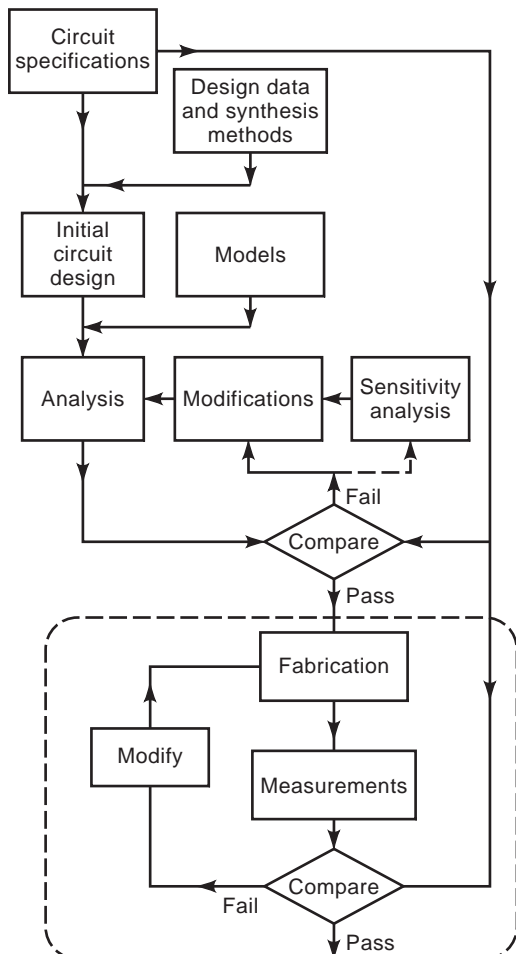 Circuit
specifications
Design data
and synthesis
methods
Initial
circuit
design
Models
Analysis
Modifications
Sensitivity
analysis
Fail
Compare
Pass
Fabrication
Modify
Measurements
Compare
Fail
Pass